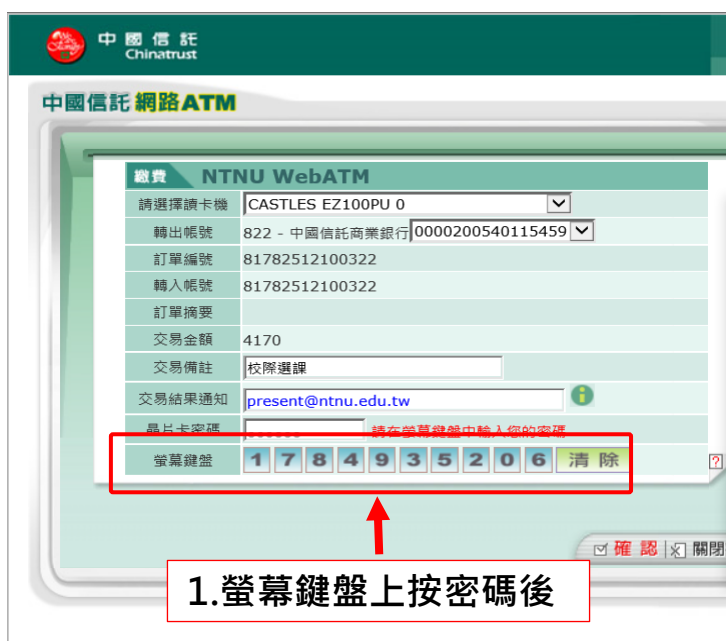 中國信託
Chinatrust
中國信託 網路ATM
繳費 NTNU WebATM
請選擇讀卡機 CASTLES EZ100PU 0
轉出帳號 822 - 中國信託商業銀行 0000200540115459
訂單編號 81782512100322
轉入帳號 81782512100322
訂單摘要
交易金額 4170
交易備註 校際選課
交易結果通知 present@ntnu.edu.tw
晶片卡密碼 請在螢幕鍵盤中輸入您的密碼
螢幕鍵盤 1 7 8 4 9 3 5 2 0 6 清除
確認 關閉
1.螢幕鍵盤上按密碼後